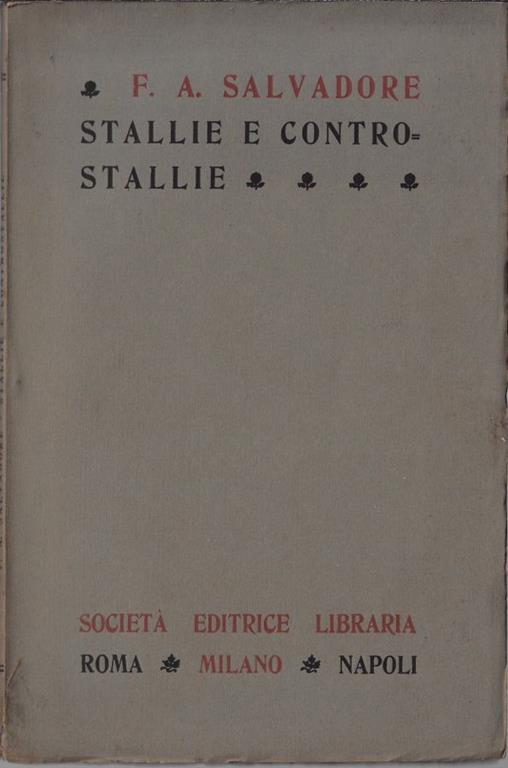 F. A. SALVADORE
STALLIE E CONTRO=
STALLIE
SOCIETÀ EDITRICE LIBRARIA
ROMA MILANO NAPOLI